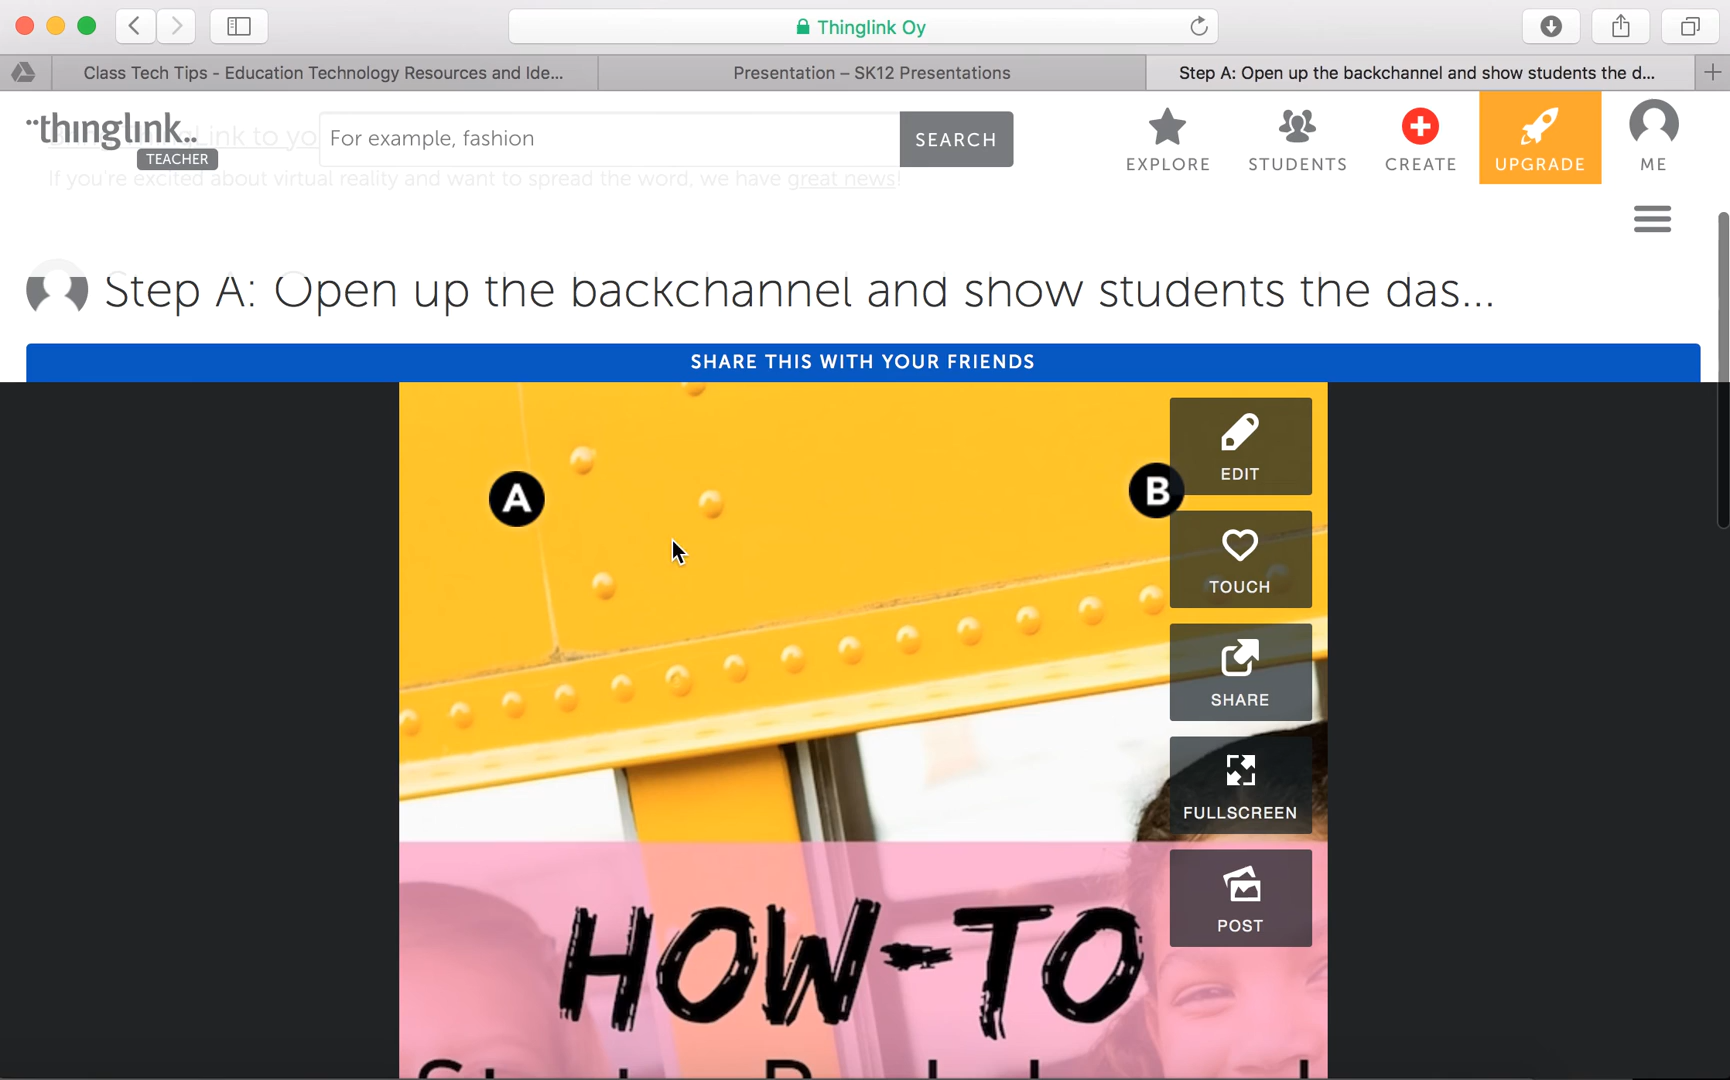 Thinglink Oy
Class Tech Tips - Education Technology Resources and Ide...
Presentation – SK12 Presentations
Step A: Open up the backchannel and show students the d...
thinglink..
TEACHER
Link to yo
For example, fashion
SEARCH
EXPLORE
STUDENTS
CREATE
UPGRADE
ME
If you're excited about virtual reality and want to spread the word, we have great news!
Step A: Open up the backchannel and show students the das...
SHARE THIS WITH YOUR FRIENDS
A
B
EDIT
TOUCH
SHARE
FULLSCREEN
POST
HOW-TO